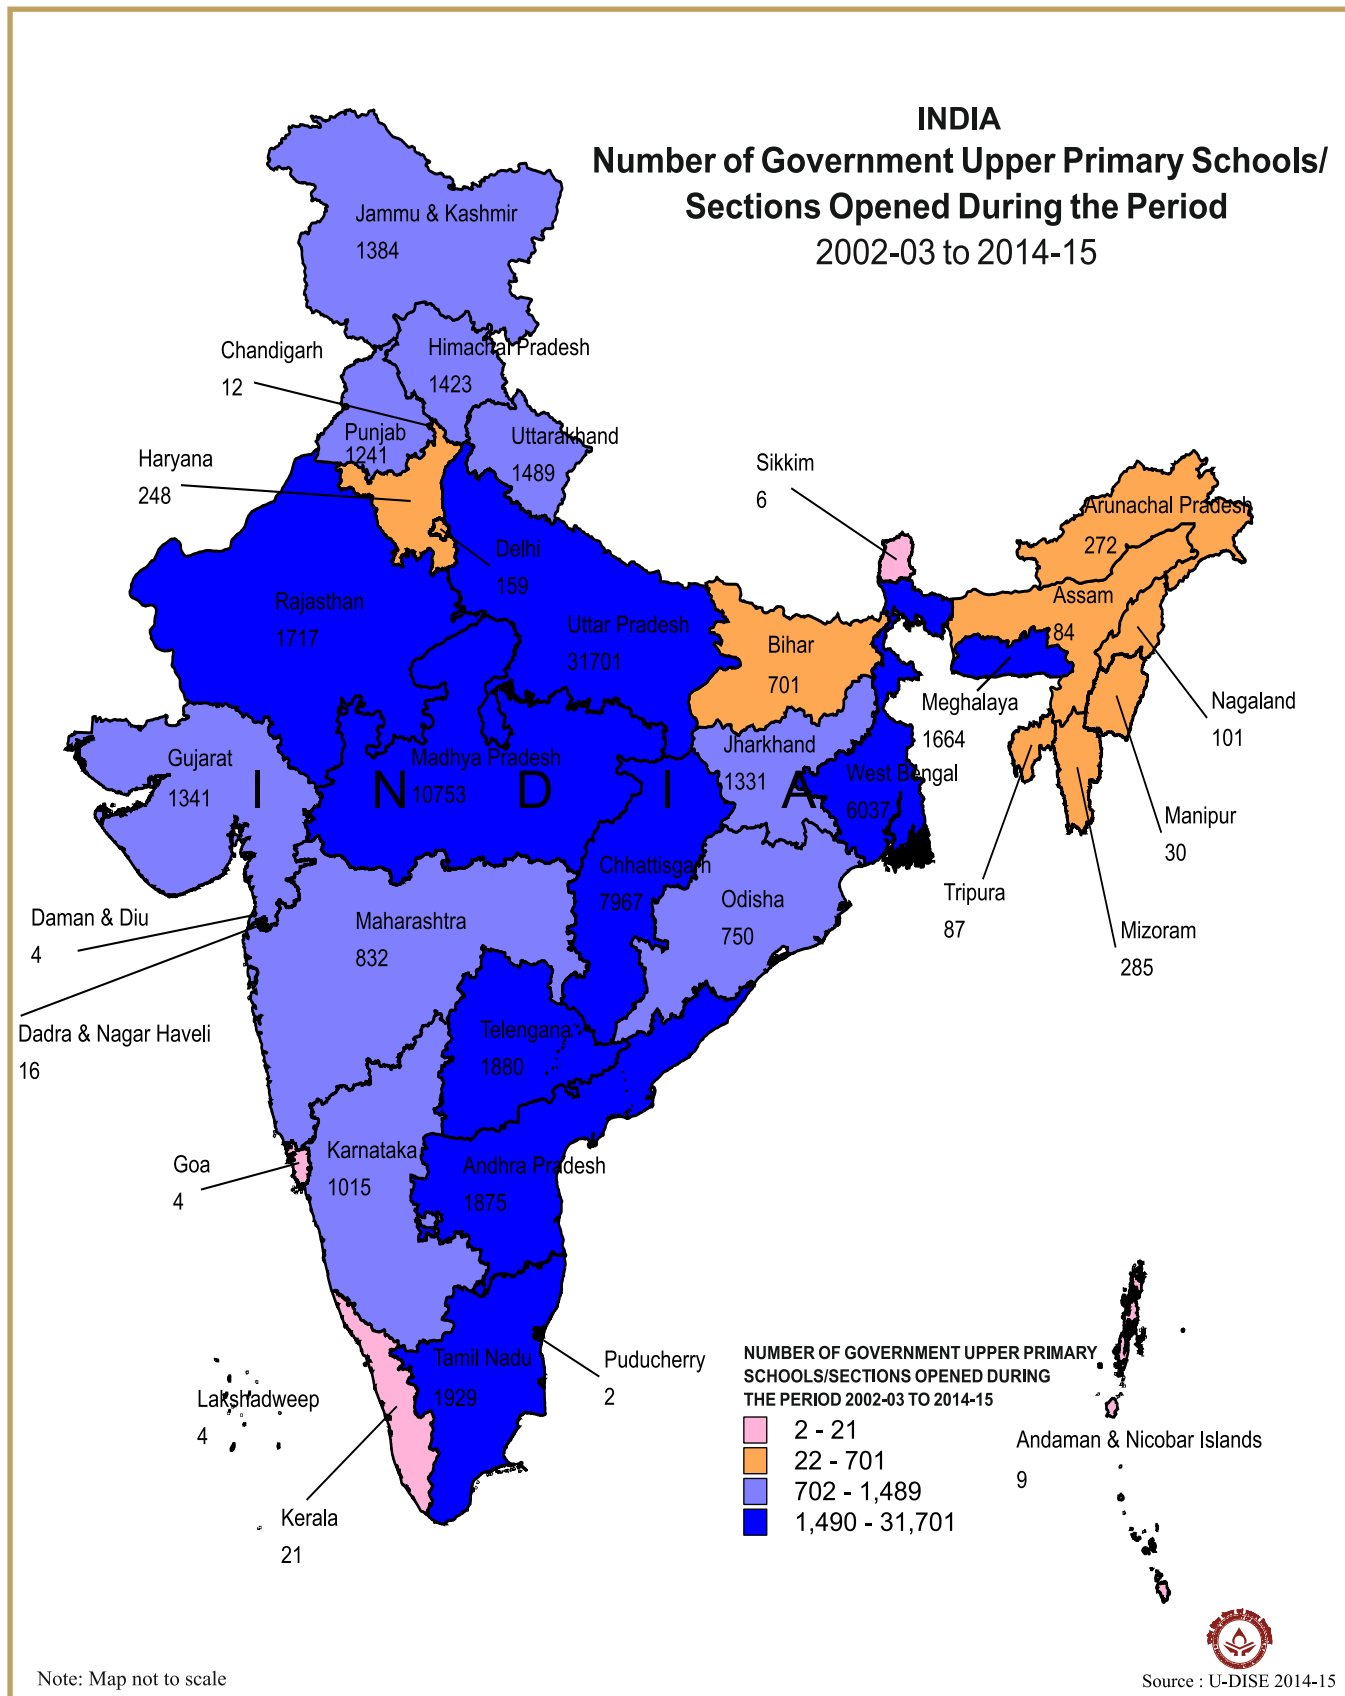 INDIA
Number of Government Upper Primary Schools/
Sections Opened During the Period
2002-03 to 2014-15
Jammu & Kashmir
1384
Chandigarh
12
Himachal Pradesh
1423
Punjab
1241
Uttarakhand
1489
Haryana
248
Sikkim
6
Arunachal Pradesh
272
Delhi
159
Rajasthan
1717
Uttar Pradesh
31701
Bihar
701
Assam
84
Meghalaya
1664
Nagaland
101
Gujarat
1341
Madhya Pradesh
10753
Jharkhand
1331
West Bengal
6037
I N D I A
Manipur
30
Chhattisgarh
7967
Tripura
87
Odisha
750
Mizoram
285
Daman & Diu
4
Maharashtra
832
Dadra & Nagar Haveli
16
Telengana
1880
Goa
4
Karnataka
1015
Andhra Pradesh
1875
Tamil Nadu
1929
Puducherry
2
Lakshadweep
4
Kerala
21
NUMBER OF GOVERNMENT UPPER PRIMARY
SCHOOLS/SECTIONS OPENED DURING
THE PERIOD 2002-03 TO 2014-15
2 - 21
22 - 701
702 - 1,489
1,490 - 31,701
Andaman & Nicobar Islands
9
Note: Map not to scale
Source : U-DISE 2014-15